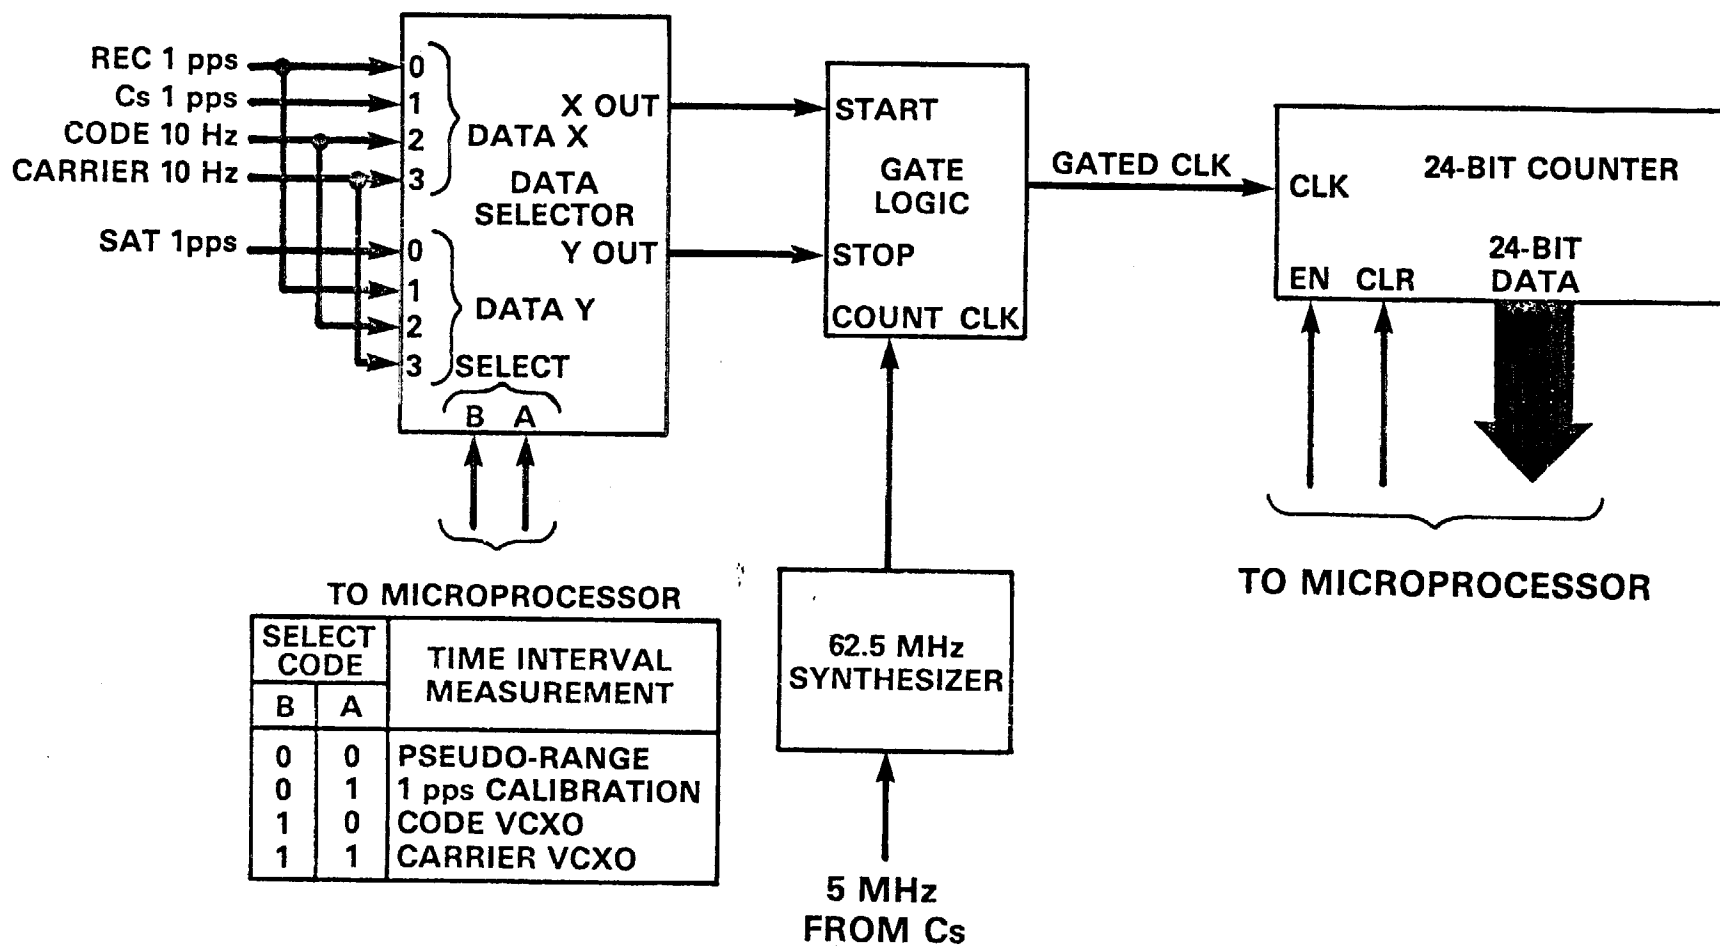 REC 1 pps
Cs 1 pps
CODE 10 Hz
CARRIER 10 Hz
SAT 1pps
0
1
2
3
DATA X
0
1
2
3
DATA Y
X OUT
DATA
SELECTOR
Y OUT
SELECT
B A
TO MICROPROCESSOR
START
GATE
LOGIC
STOP
COUNT CLK
GATED CLK
CLK
24-BIT COUNTER
24-BIT
DATA
EN CLR
TO MICROPROCESSOR
62.5 MHz
SYNTHESIZER
5 MHz
FROM Cs
SELECT
CODE
TIME INTERVAL
MEASUREMENT
B A
0 0 PSEUDO-RANGE
0 1 1 pps CALIBRATION
1 0 CODE VCXO
1 1 CARRIER VCXO